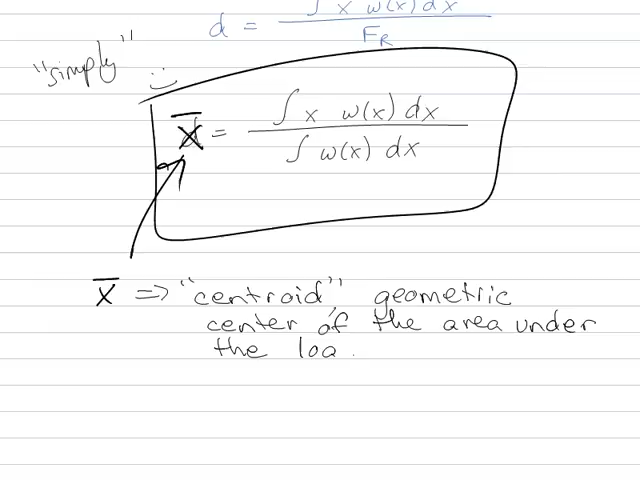 d = ∫ x w(x) dx / F_R
"simply"
x̄ = ∫ x w(x) dx / ∫ w(x) dx
x̄ => "centroid" geometric
center of the area under
the loa